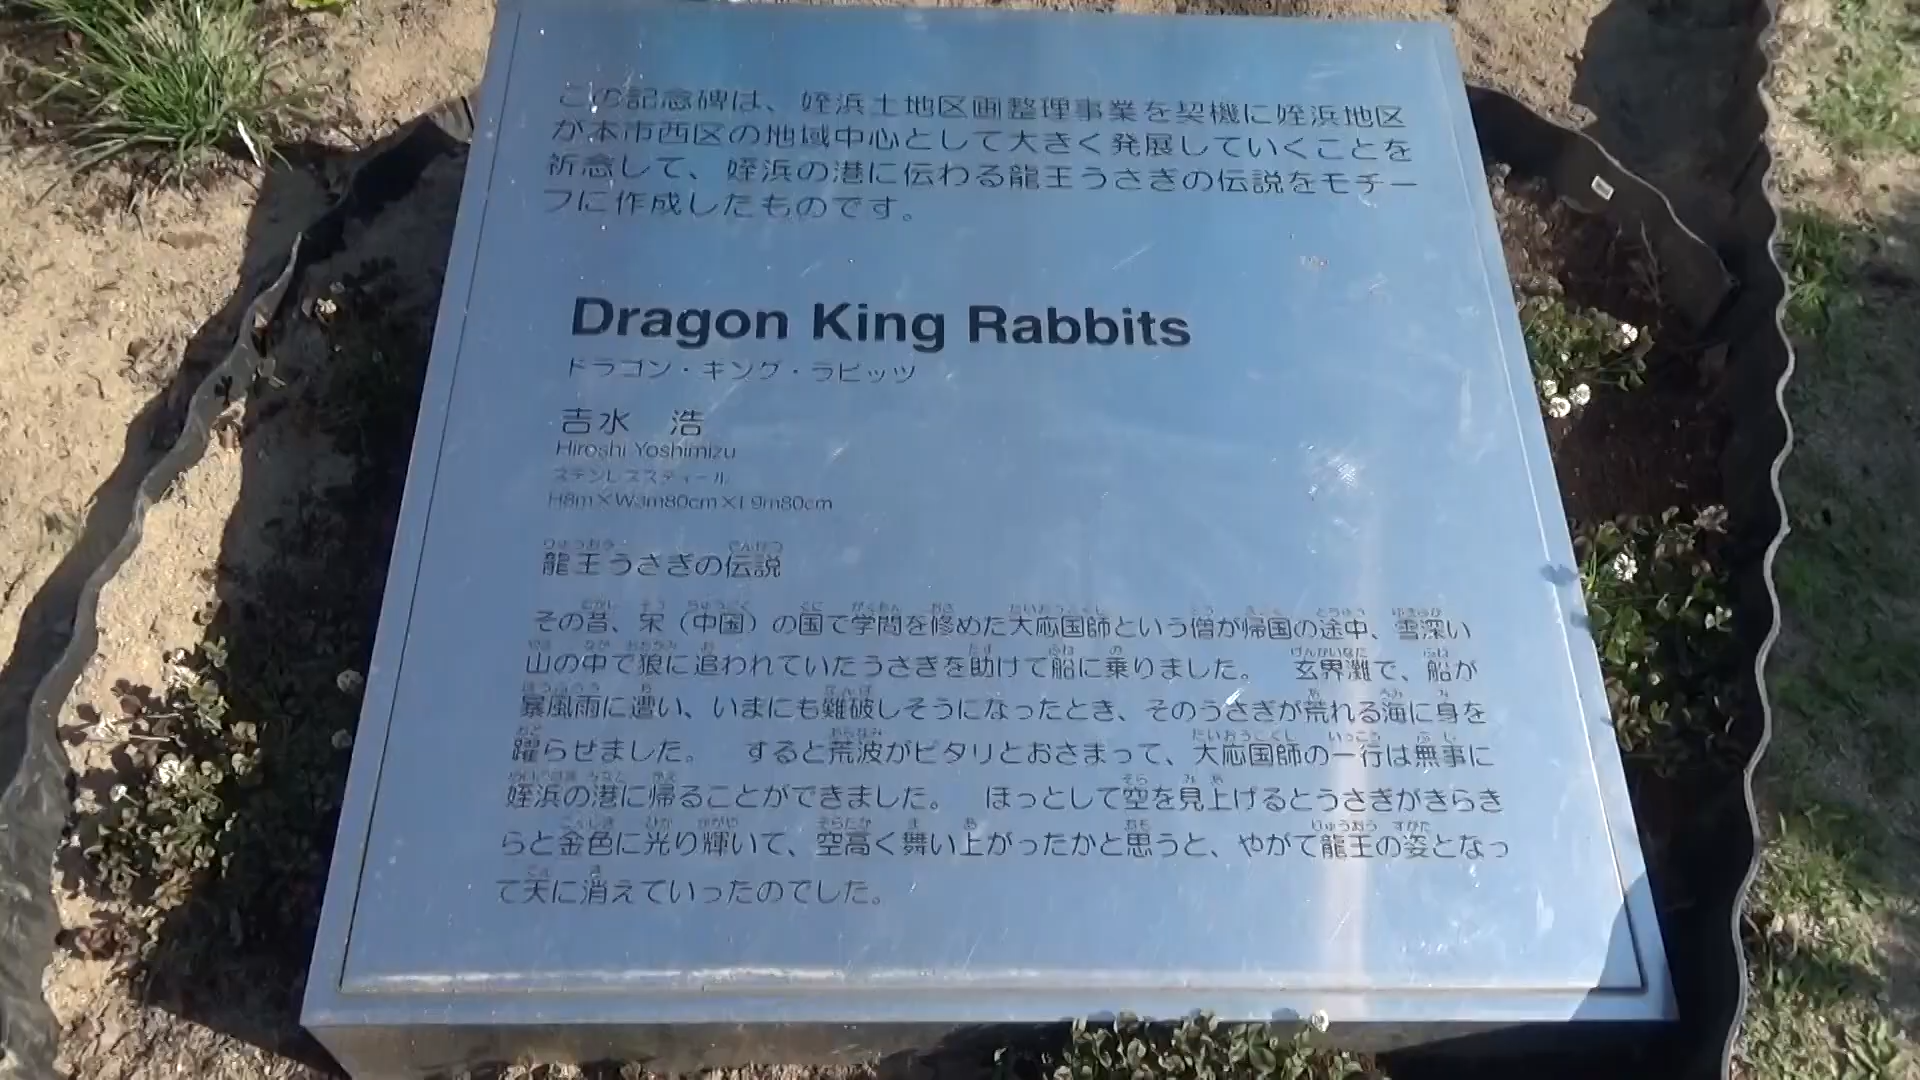 この記念碑は、姪浜土地区画整理事業を契機に姪浜地区
が本市西区の地域中心として大きく発展していくことを
祈念して、姪浜の港に伝わる龍王うさぎの伝説をモチー
フに作成したものです。
Dragon King Rabbits
ドラゴン・キング・ラビッツ
吉水 浩
Hiroshi Yoshimizu
ステンレススティール
H8m×W3m80cm×L9m80cm
龍王うさぎの伝説
その昔、宋（中国）の国で学問を修めた大応国師という僧が帰国の途中、雪深い
山の中で狼に追われていたうさぎを助けて船に乗りました。 玄界灘で、船が
暴風雨に遭い、いまにも難破しそうになったとき、そのうさぎが荒れる海に身を
躍らせました。 すると荒波がピタリとおさまって、大応国師の一行は無事に
姪浜の港に帰ることができました。 ほっとして空を見上げるとうさぎがきらき
らと金色に光り輝いて、空高く舞い上がったかと思うと、やがて龍王の姿となっ
て天に消えていったのでした。